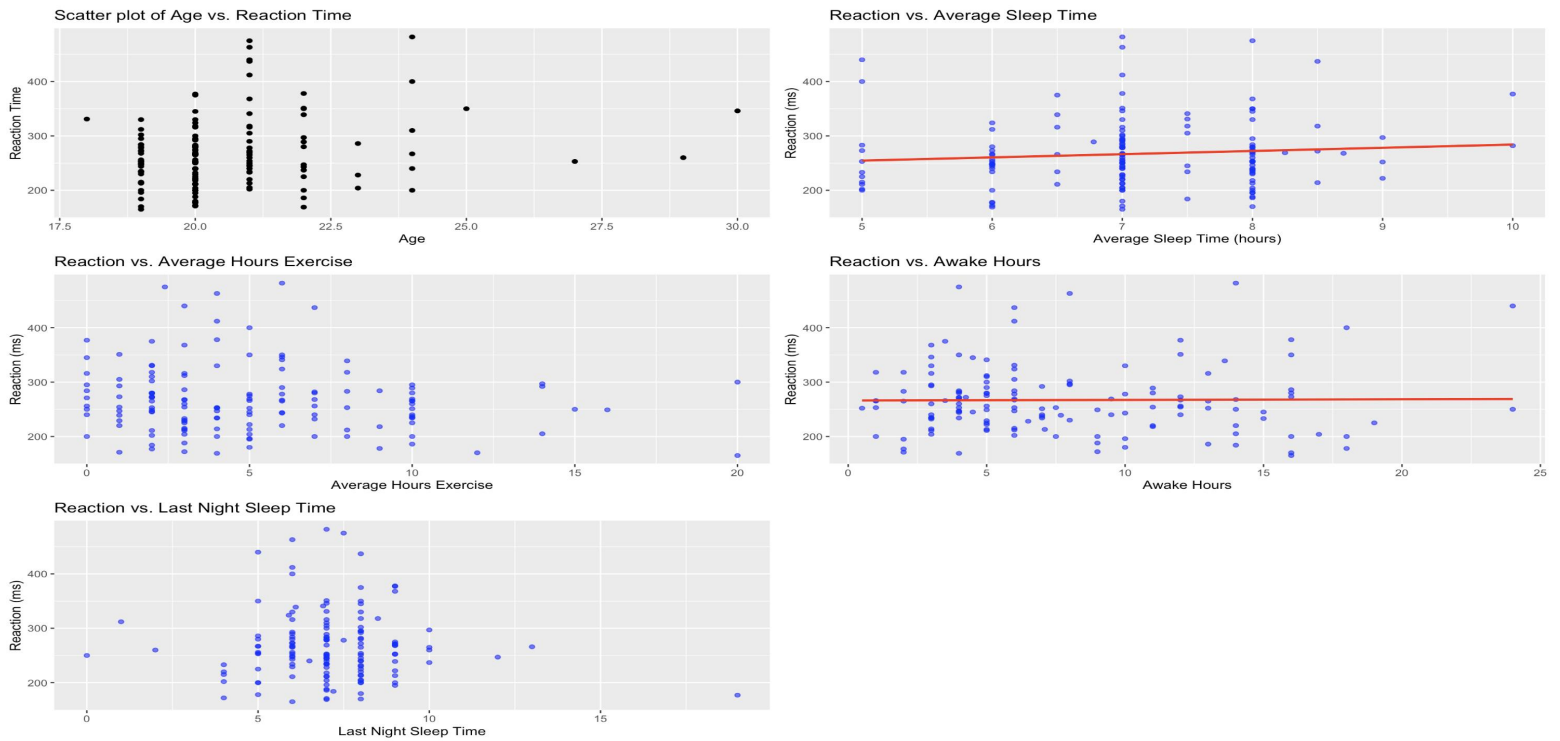 Scatter plot of Age vs. Reaction Time
Reaction Time
400
300
200
17.5 20.0 22.5 25.0 27.5 30.0
Age
Reaction vs. Average Sleep Time
Reaction (ms)
400
300
200
5 6 7 8 9 10
Average Sleep Time (hours)
Reaction vs. Average Hours Exercise
Reaction (ms)
400
300
200
0 5 10 15 20
Average Hours Exercise
Reaction vs. Awake Hours
Reaction (ms)
400
300
200
0 5 10 15 20 25
Awake Hours
Reaction vs. Last Night Sleep Time
Reaction (ms)
400
300
200
0 5 10 15
Last Night Sleep Time